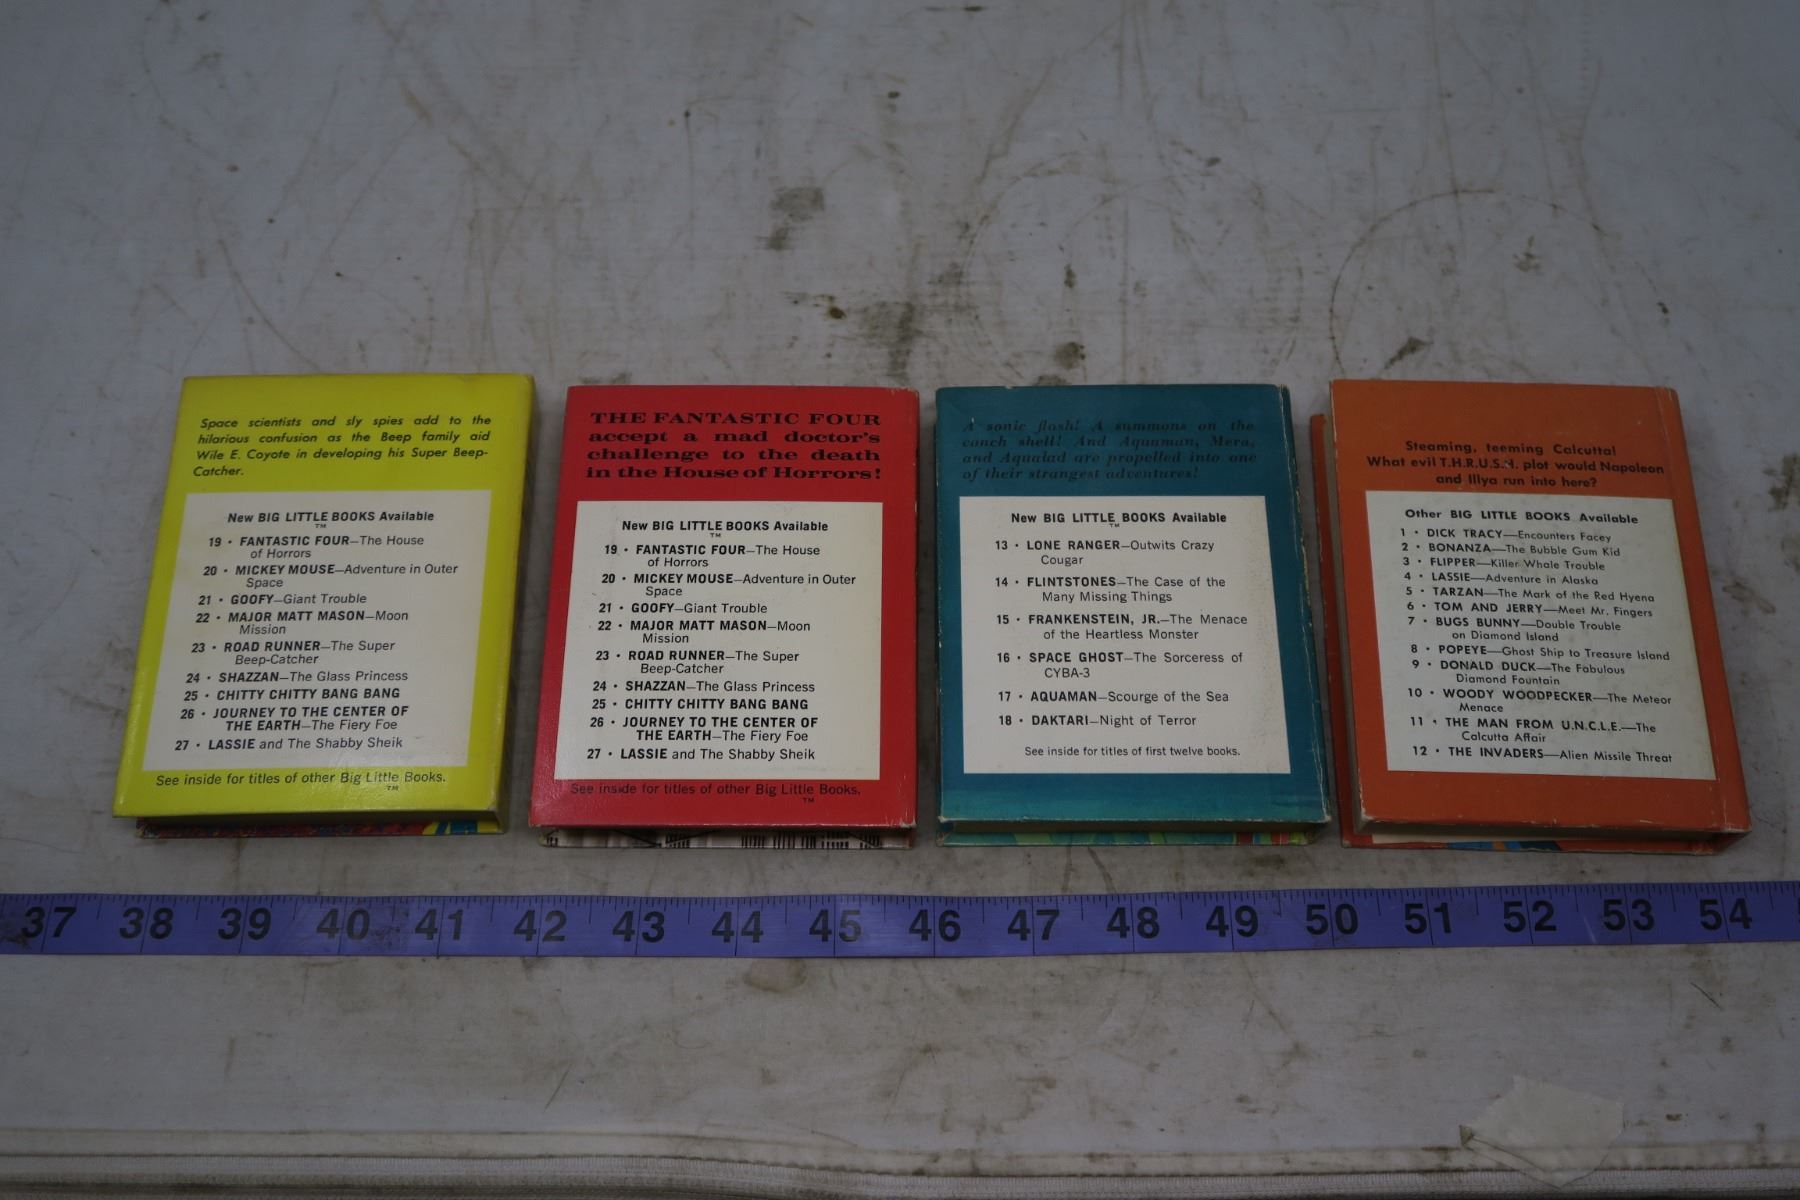 Space scientists and sly spies add to the
hilarious confusion as the Beep family aid
Wile E. Coyote in developing his Super Beep-
Catcher.
New BIG LITTLE BOOKS Available
TM
19 • FANTASTIC FOUR—The House
of Horrors
20 • MICKEY MOUSE—Adventure in Outer
Space
21 • GOOFY—Giant Trouble
22 • MAJOR MATT MASON—Moon
Mission
23 • ROAD RUNNER—The Super
Beep-Catcher
24 • SHAZZAN—The Glass Princess
25 • CHITTY CHITTY BANG BANG
26 • JOURNEY TO THE CENTER OF
THE EARTH—The Fiery Foe
27 • LASSIE and The Shabby Sheik
See inside for titles of other Big Little Books.
TM
THE FANTASTIC FOUR
accept a mad doctor's
challenge to the death
in the House of Horrors!
New BIG LITTLE BOOKS Available
TM
19 • FANTASTIC FOUR—The House
of Horrors
20 • MICKEY MOUSE—Adventure in Outer
Space
21 • GOOFY—Giant Trouble
22 • MAJOR MATT MASON—Moon
Mission
23 • ROAD RUNNER—The Super
Beep-Catcher
24 • SHAZZAN—The Glass Princess
25 • CHITTY CHITTY BANG BANG
26 • JOURNEY TO THE CENTER OF
THE EARTH—The Fiery Foe
27 • LASSIE and The Shabby Sheik
See inside for titles of other Big Little Books.
TM
A sonic flash! A summons on the
conch shell! And Aquaman, Mera,
and Aqualad are propelled into one
of their strangest adventures!
New BIG LITTLE BOOKS Available
TM
13 • LONE RANGER—Outwits Crazy
Cougar
14 • FLINTSTONES—The Case of the
Many Missing Things
15 • FRANKENSTEIN, JR.—The Menace
of the Heartless Monster
16 • SPACE GHOST—The Sorceress of
CYBA-3
17 • AQUAMAN—Scourge of the Sea
18 • DAKTARI—Night of Terror
See inside for titles of first twelve books.
Steaming, teeming Calcutta!
What evil T.H.R.U.S.H. plot would Napoleon
and Illya run into here?
Other BIG LITTLE BOOKS Available
1 • DICK TRACY—Encounters Facey
2 • BONANZA—The Bubble Gum Kid
3 • FLIPPER—Killer Whale Trouble
4 • LASSIE—Adventure in Alaska
5 • TARZAN—The Mark of the Red Hyena
6 • TOM AND JERRY—Meet Mr. Fingers
7 • BUGS BUNNY—Double Trouble
on Diamond Island
8 • POPEYE—Ghost Ship to Treasure Island
9 • DONALD DUCK—The Fabulous
Diamond Fountain
10 • WOODY WOODPECKER—The Meteor
Menace
11 • THE MAN FROM U.N.C.L.E.—The
Calcutta Affair
12 • THE INVADERS—Alien Missile Threat
37 38 39 40 41 42 43 44 45 46 47 48 49 50 51 52 53 54